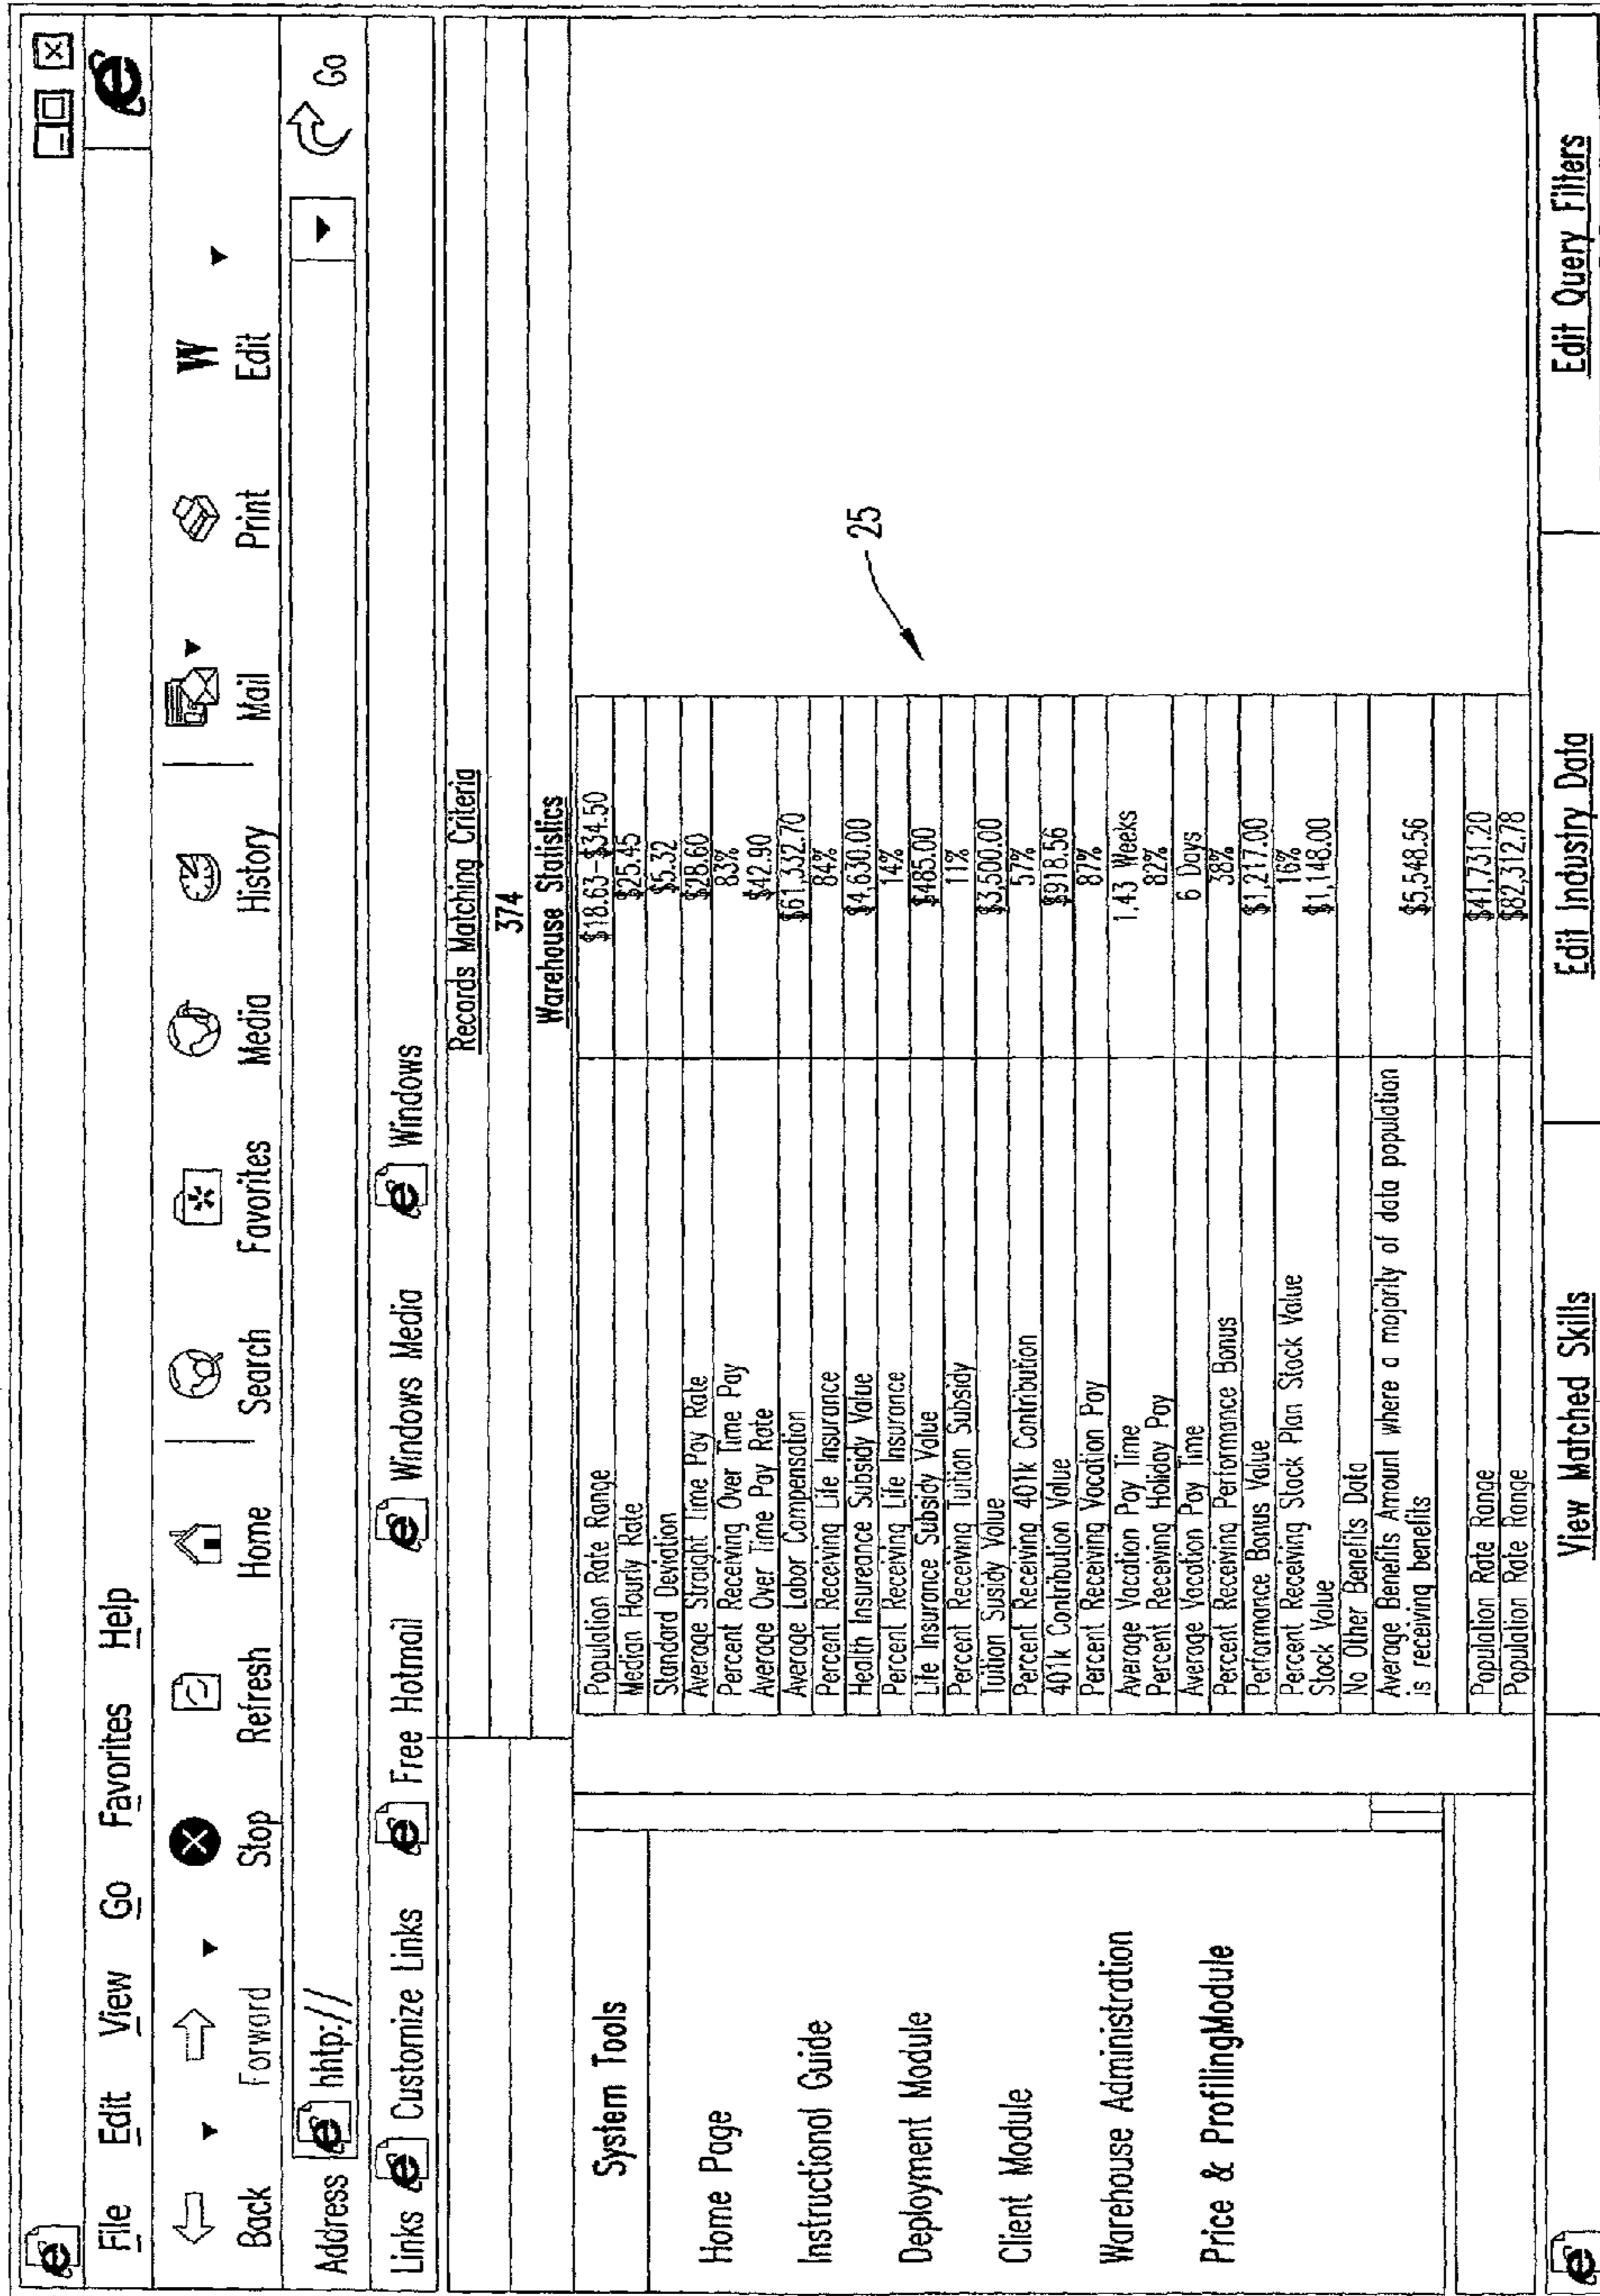 File Edit View Go Favorites Help
Back Forward Stop Refresh Home Search Favorites Media History Mail Print Edit
W
Address hhtp:// Go
Links Customize Links Free Hotmail Windows Media Windows
Records Matching Criteria
374
Warehouse Statistics
System Tools
Home Page
Instructional Guide
Deployment Module
Client Module
Warehouse Administration
Price & ProfilingModule
Population Rate Range $18.63-$34.50
Median Hourly Rate $25.45
Standard Deviation $5.32
Average Straight Time Pay Rate $28.60
Percent Receiving Over Time Pay 83%
Average Over Time Pay Rate $42.90
Average Labor Compensation $61,332.70
Percent Receiving Life Insurance 84%
Health Insureance Subsidy Value $4,630.00
Percent Receiving Life Insurance 14%
Life Insurance Subsidy Value $485.00
Percent Receiving Tuition Subsidy 11%
Tuition Susidy Value $3,500.00
Percent Receiving 401k Contribution 57%
401k Contribution Value $918.56
Percent Receiving Vacation Pay 87%
Average Vacation Pay Time 1.43 Weeks
Percent Receiving Holiday Pay 82%
Average Vacation Pay Time 6 Days
Percent Receiving Performance Bonus 38%
Performance Bonus Value $1,217.00
Percent Receiving Stock Plan Stock Value 16%
Stock Value $1,148.00
No Other Benefits Data
Average Benefits Amount where a majority of data population
is receiving benefits $5,548.56
Population Rate Range $41,731.20
Population Rate Range $82,312.78
25
View Matched Skills Edit Industry Data Edit Query Filters